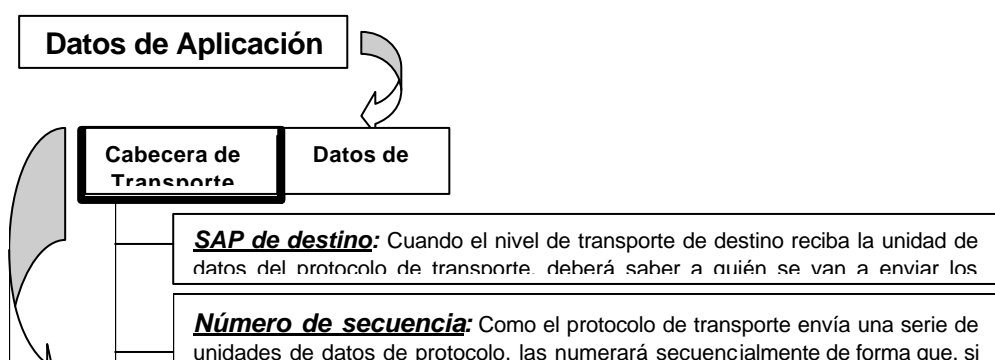 Datos de Aplicación
Cabecera de
Transporte
Datos de
SAP de destino: Cuando el nivel de transporte de destino reciba la unidad de
datos del protocolo de transporte, deberá saber a quién se van a enviar los
Número de secuencia: Como el protocolo de transporte envía una serie de
unidades de datos de protocolo, las numerará secuencialmente de forma que, si